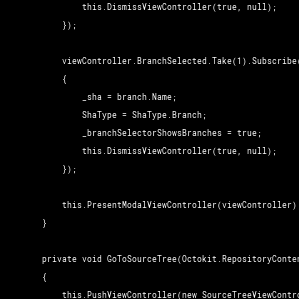 this.DismissViewController(true, null);
});
viewController.BranchSelected.Take(1).Subscribe(
{
_sha = branch.Name;
ShaType = ShaType.Branch;
_branchSelectorShowsBranches = true;
this.DismissViewController(true, null);
});
this.PresentModalViewController(viewController)
}
private void GoToSourceTree(Octokit.RepositoryConten
{
this.PushViewController(new SourceTreeViewContro